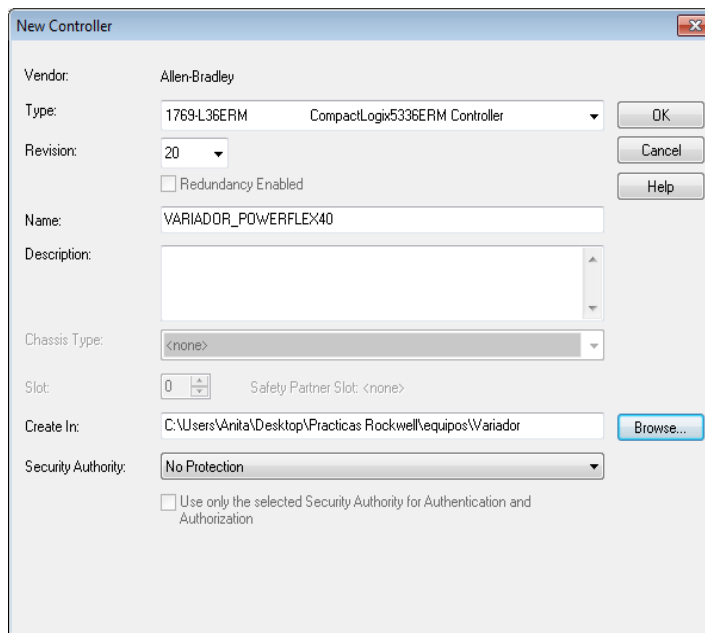 New Controller
Vendor: Allen-Bradley
Type: 1769-L36ERM CompactLogix5336ERM Controller OK
Revision: 20 Cancel
Redundancy Enabled Help
Name: VARIADOR_POWERFLEX40
Description:
Chassis Type: <none>
Slot: 0 Safety Partner Slot: <none>
Create In: C:\Users\Anita\Desktop\Practicas Rockwell\equipos\Variador Browse...
Security Authority: No Protection
Use only the selected Security Authority for Authentication and
Authorization